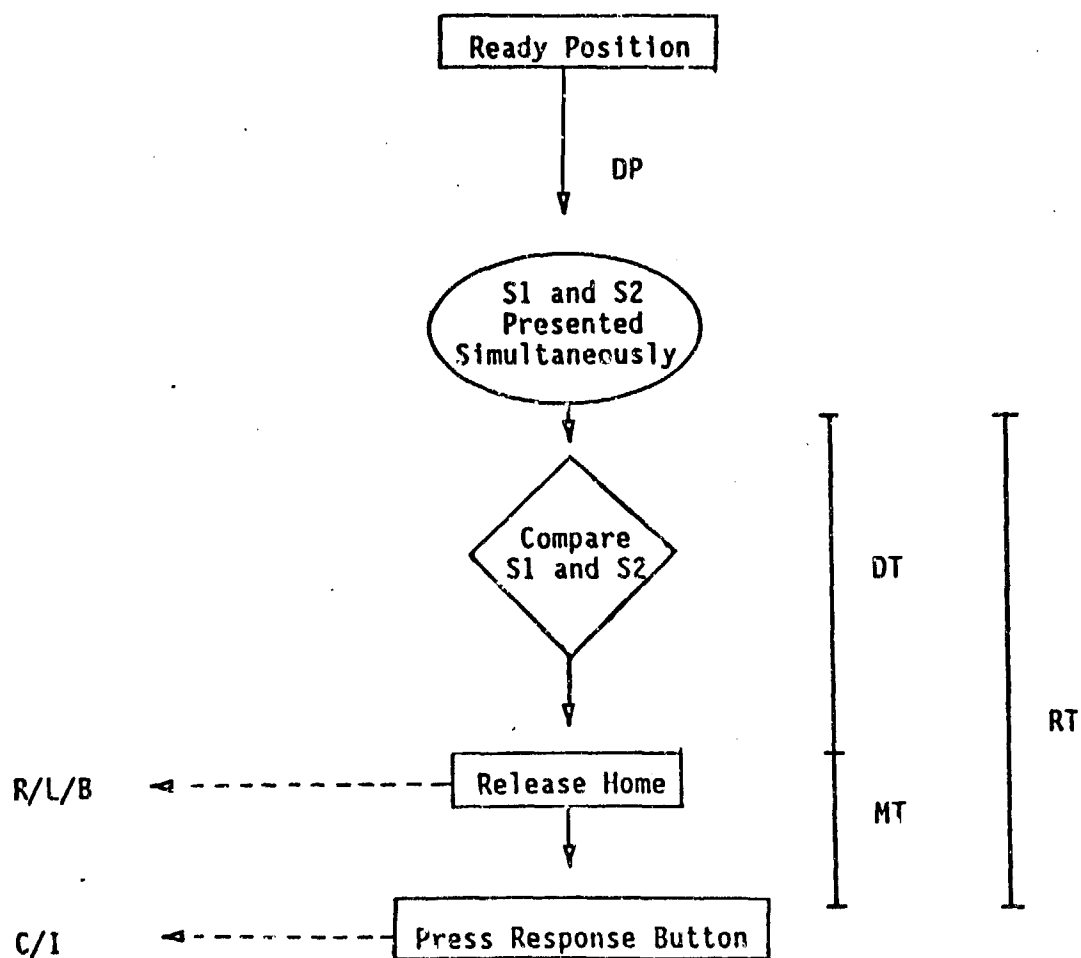 Ready Position
DP
S1 and S2
Presented
Simultaneously
Compare
S1 and S2
DT
RT
R/L/B
Release Home
MT
C/I
Press Response Button